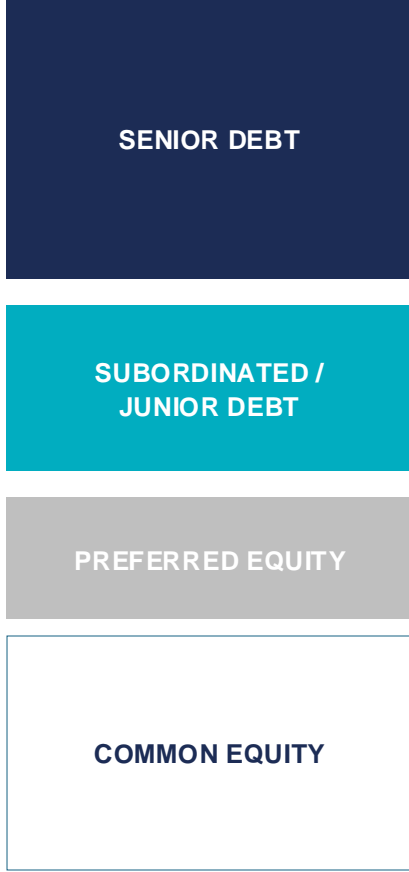 SENIOR DEBT
SUBORDINATED /
JUNIOR DEBT
PREFERRED EQUITY
COMMON EQUITY